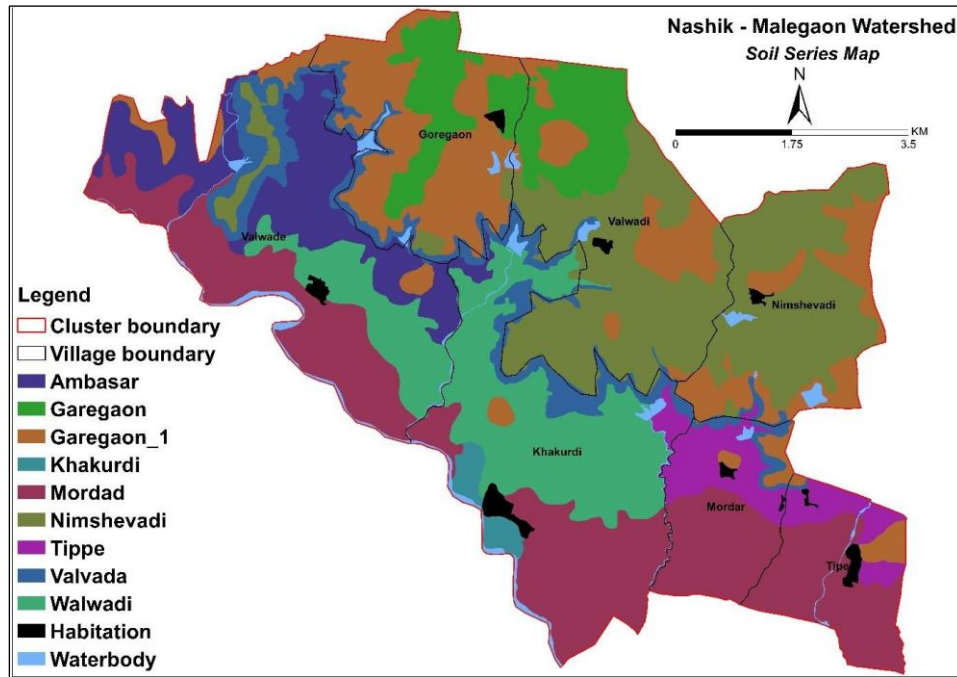 Nashik - Malegaon Watershed
Soil Series Map
N
KM
0 1.75 3.5
Goregaon
Valwadi
Valwade
Nimshevadi
Khakurdi
Mordar
Tipe
Legend
Cluster boundary
Village boundary
Ambasar
Garegaon
Garegaon_1
Khakurdi
Mordad
Nimshevadi
Tippe
Valvada
Walwadi
Habitation
Waterbody